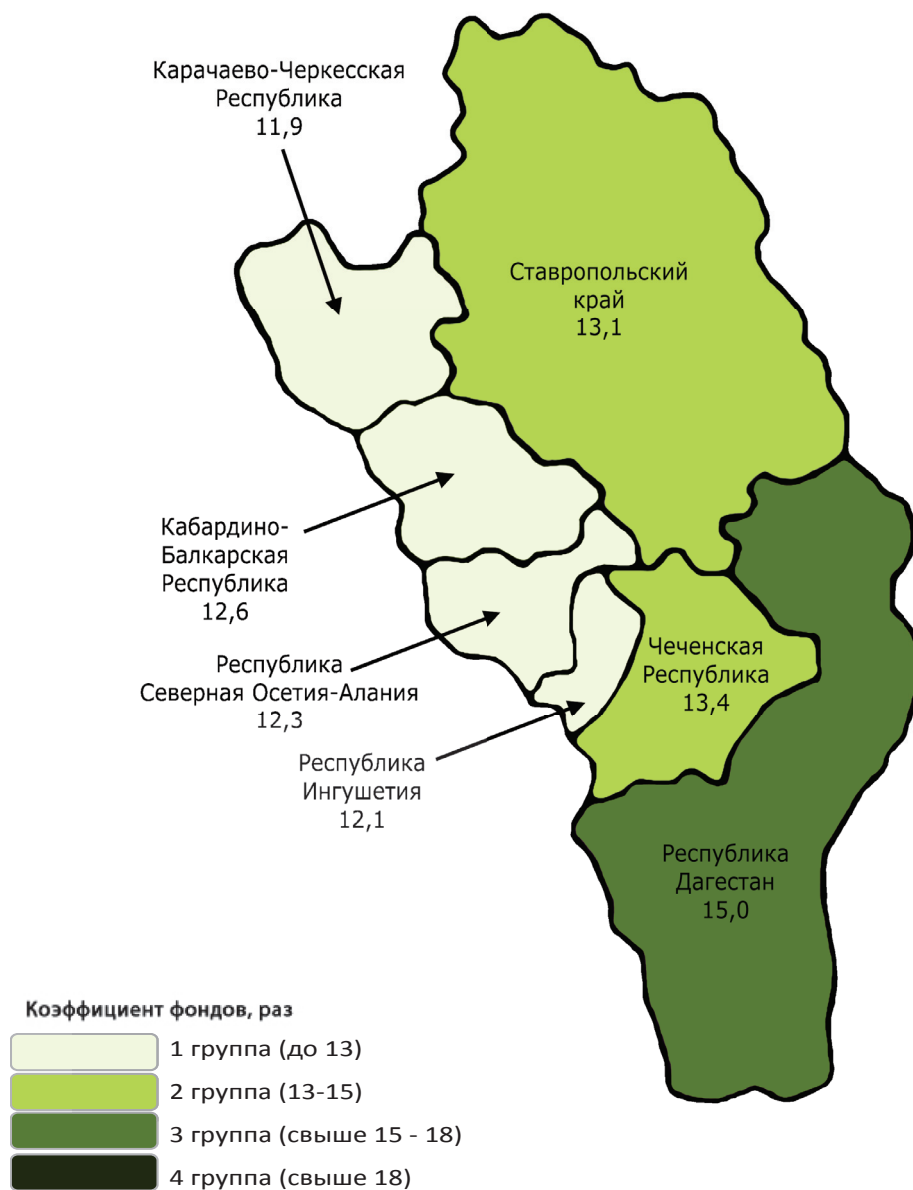 Карачаево-Черкесская
Республика
11,9
Ставропольский
край
13,1
Кабардино-
Балкарская
Республика
12,6
Республика
Северная Осетия-Алания
12,3
Чеченская
Республика
13,4
Республика
Ингушетия
12,1
Республика
Дагестан
15,0
Коэффициент фондов, раз
1 группа (до 13)
2 группа (13-15)
3 группа (свыше 15 - 18)
4 группа (свыше 18)